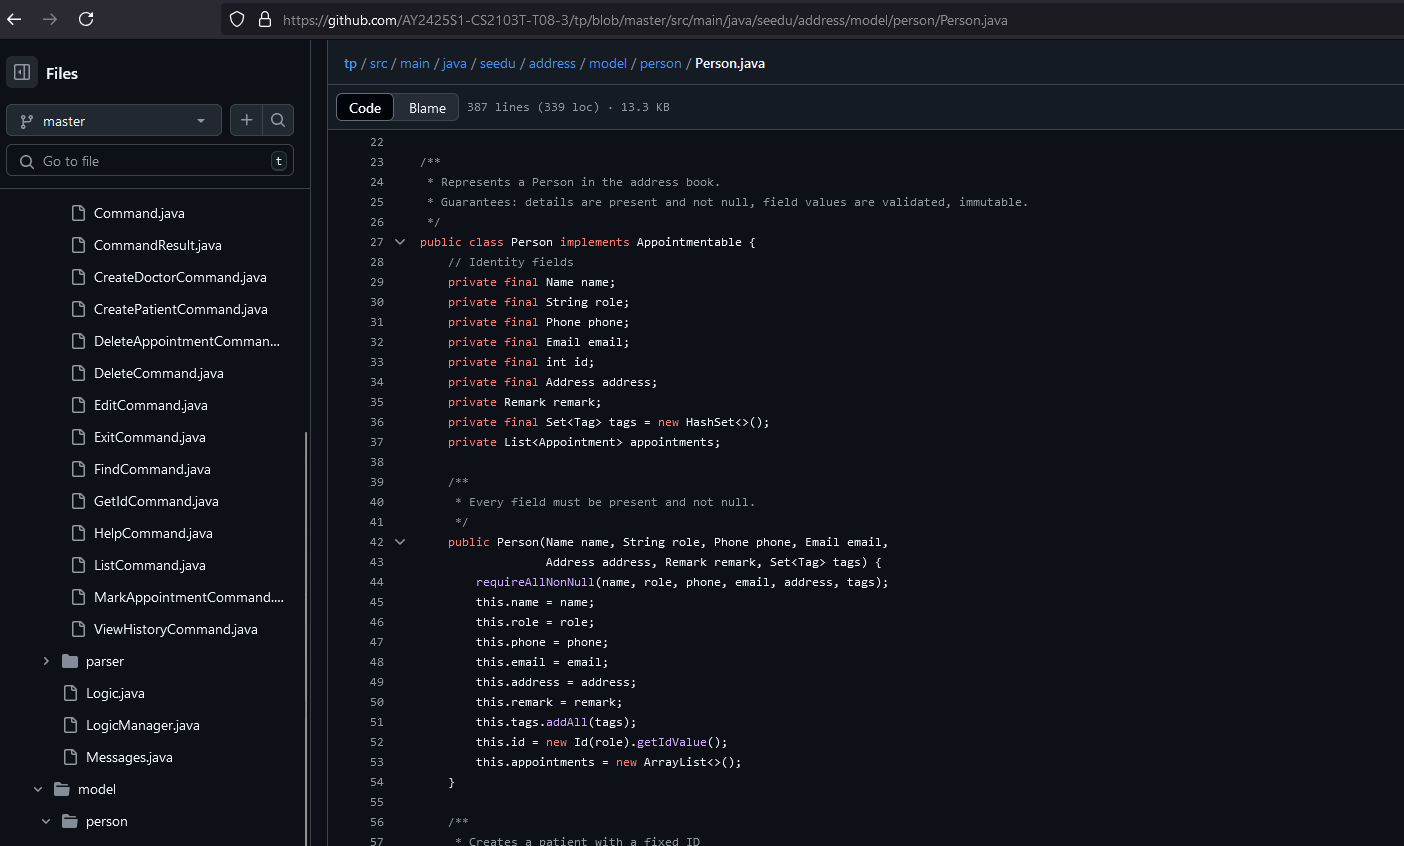 https://github.com/AY2425S1-CS2103T-T08-3/tp/blob/master/src/main/java/seedu/address/model/person/Person.java
Files
master
Go to file
t
Command.java
CommandResult.java
CreateDoctorCommand.java
CreatePatientCommand.java
DeleteAppointmentComman...
DeleteCommand.java
EditCommand.java
ExitCommand.java
FindCommand.java
GetIdCommand.java
HelpCommand.java
ListCommand.java
MarkAppointmentCommand....
ViewHistoryCommand.java
parser
Logic.java
LogicManager.java
Messages.java
model
person
tp / src / main / java / seedu / address / model / person / Person.java
Code Blame 387 lines (339 loc) · 13.3 KB
22
23 /**
24  * Represents a Person in the address book.
25  * Guarantees: details are present and not null, field values are validated, immutable.
26  */
27 public class Person implements Appointmentable {
28     // Identity fields
29     private final Name name;
30     private final String role;
31     private final Phone phone;
32     private final Email email;
33     private final int id;
34     private final Address address;
35     private Remark remark;
36     private final Set<Tag> tags = new HashSet<>();
37     private List<Appointment> appointments;
38
39     /**
40      * Every field must be present and not null.
41      */
42     public Person(Name name, String role, Phone phone, Email email,
43                   Address address, Remark remark, Set<Tag> tags) {
44         requireAllNonNull(name, role, phone, email, address, tags);
45         this.name = name;
46         this.role = role;
47         this.phone = phone;
48         this.email = email;
49         this.address = address;
50         this.remark = remark;
51         this.tags.addAll(tags);
52         this.id = new Id(role).getIdValue();
53         this.appointments = new ArrayList<>();
54     }
55
56     /**
57      * Creates a patient with a fixed ID